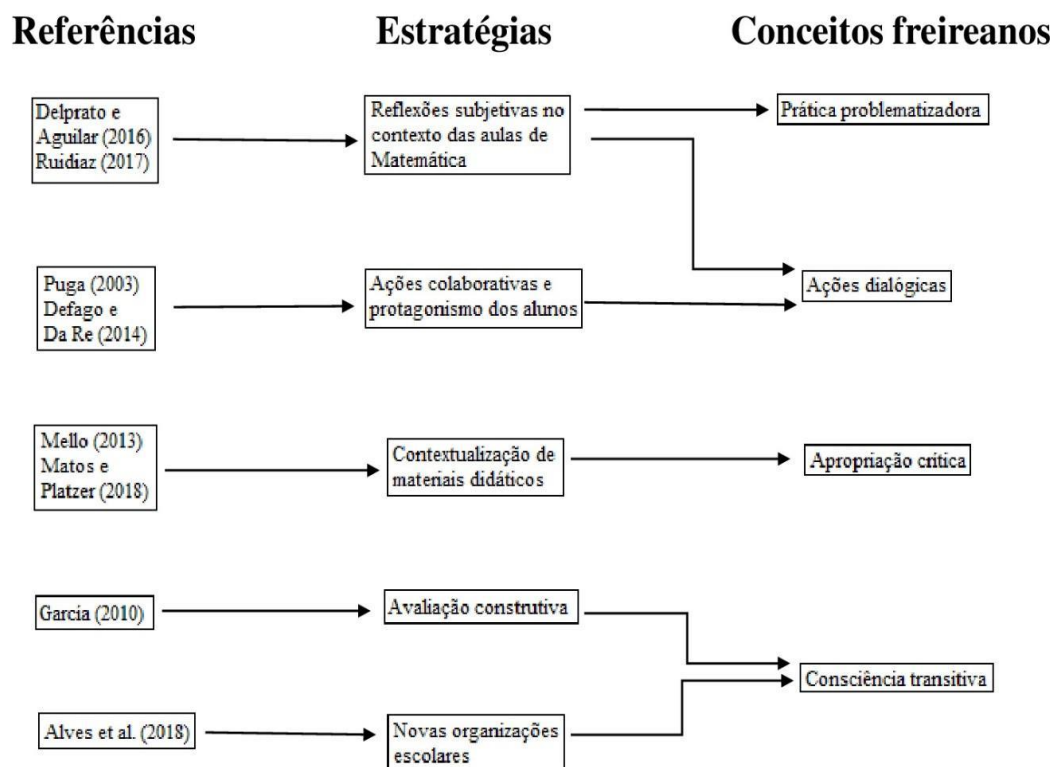 Referências
Estratégias
Conceitos freireanos
Delprato e
Aguilar (2016)
Ruidiaz (2017)
Reflexões subjetivas no
contexto das aulas de
Matemática
Prática problematizadora
Puga (2003)
Defago e
Da Re (2014)
Ações colaborativas e
protagonismo dos alunos
Ações dialógicas
Mello (2013)
Matos e
Platzer (2018)
Contextualização de
materiais didáticos
Apropriação crítica
García (2010)
Avaliação construtiva
Consciência transitiva
Alves et al. (2018)
Novas organizações
escolares